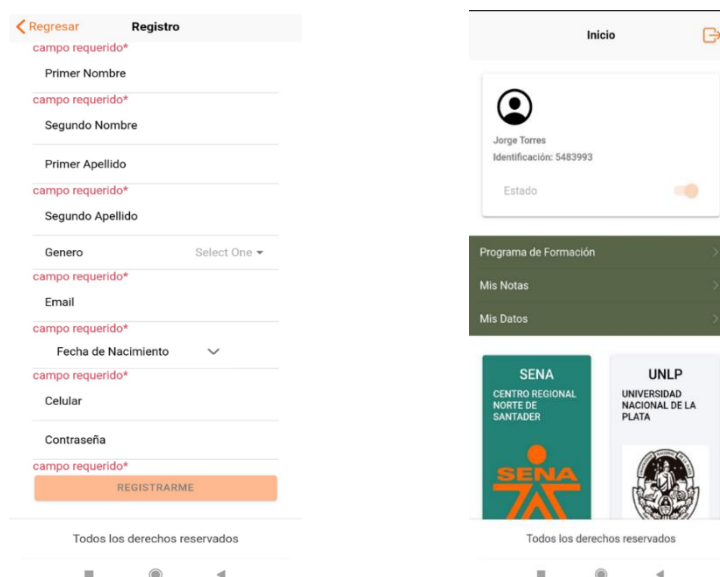 Regresar
Registro
campo requerido*
Primer Nombre
campo requerido*
Segundo Nombre
Primer Apellido
campo requerido*
Segundo Apellido
Genero
Select One
campo requerido*
Email
campo requerido*
Fecha de Nacimiento
campo requerido*
Celular
Contraseña
campo requerido*
REGISTRARME
Todos los derechos reservados
Inicio
Jorge Torres
Identificación: 5483993
Estado
Programa de Formación
Mis Notas
Mis Datos
SENA
CENTRO REGIONAL
NORTE DE
SANTADER
SENA
UNLP
UNIVERSIDAD
NACIONAL DE LA
PLATA
Todos los derechos reservados